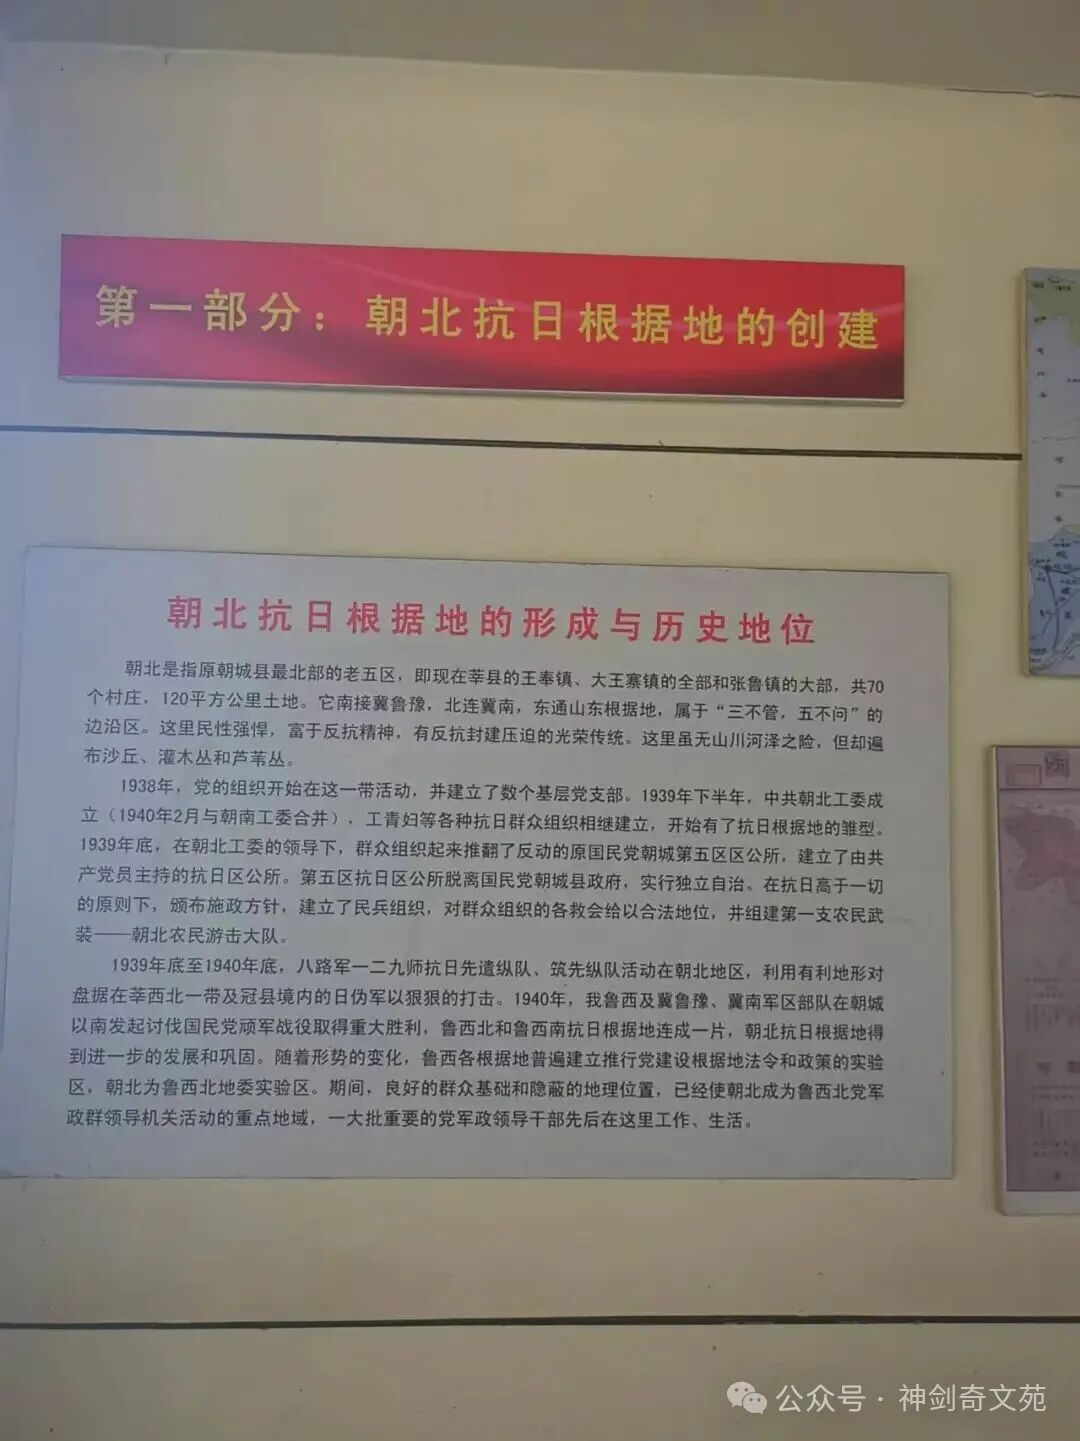 第一部分：朝北抗日根据地的创建
朝北抗日根据地的形成与历史地位
朝北是指原朝城县最北部的老五区，即现在莘县的王奉镇、大王寨镇的全部和张鲁镇的大部，共70
个村庄，120平方公里土地。它南接冀鲁豫，北连冀南，东通山东根据地，属于“三不管，五不问”的
边沿区。这里民性强悍，富于反抗精神，有反抗封建压迫的光荣传统。这里虽无山川河泽之险，但却遍
布沙丘、灌木丛和芦苇丛。
1938年，党的组织开始在这一带活动，并建立了数个基层党支部。1939年下半年，中共朝北工委成
立（1940年2月与朝南工委合并），工青妇等各种抗日群众组织相继建立，开始有了抗日根据地的雏型。
1939年底，在朝北工委的领导下，群众组织起来推翻了反动的原国民党朝城第五区区公所，建立了由共
产党员主持的抗日区公所。第五区抗日区公所脱离国民党朝城县政府，实行独立自治。在抗日高于一切
的原则下，颁布施政方针，建立了民兵组织，对群众组织的各救会给以合法地位，并组建第一支农民武
装——朝北农民游击大队。
1939年底至1940年底，八路军一二九师抗日先遣纵队、筑先纵队活动在朝北地区，利用有利地形对
盘据在莘西北一带及冠县境内的日伪军以狠狠的打击。1940年，我鲁西及冀鲁豫、冀南军区部队在朝城
以南发起讨伐国民党顽军战役取得重大胜利，鲁西北和鲁西南抗日根据地连成一片，朝北抗日根据地得
到进一步的发展和巩固。随着形势的变化，鲁西各根据地普遍建立推行党建设根据地法令和政策的实验
区，朝北为鲁西北地委实验区。期间，良好的群众基础和隐蔽的地理位置，已经使朝北成为鲁西北党军
政群领导机关活动的重点地域，一大批重要的党军政领导干部先后在这里工作、生活。
公众号·神剑奇文苑